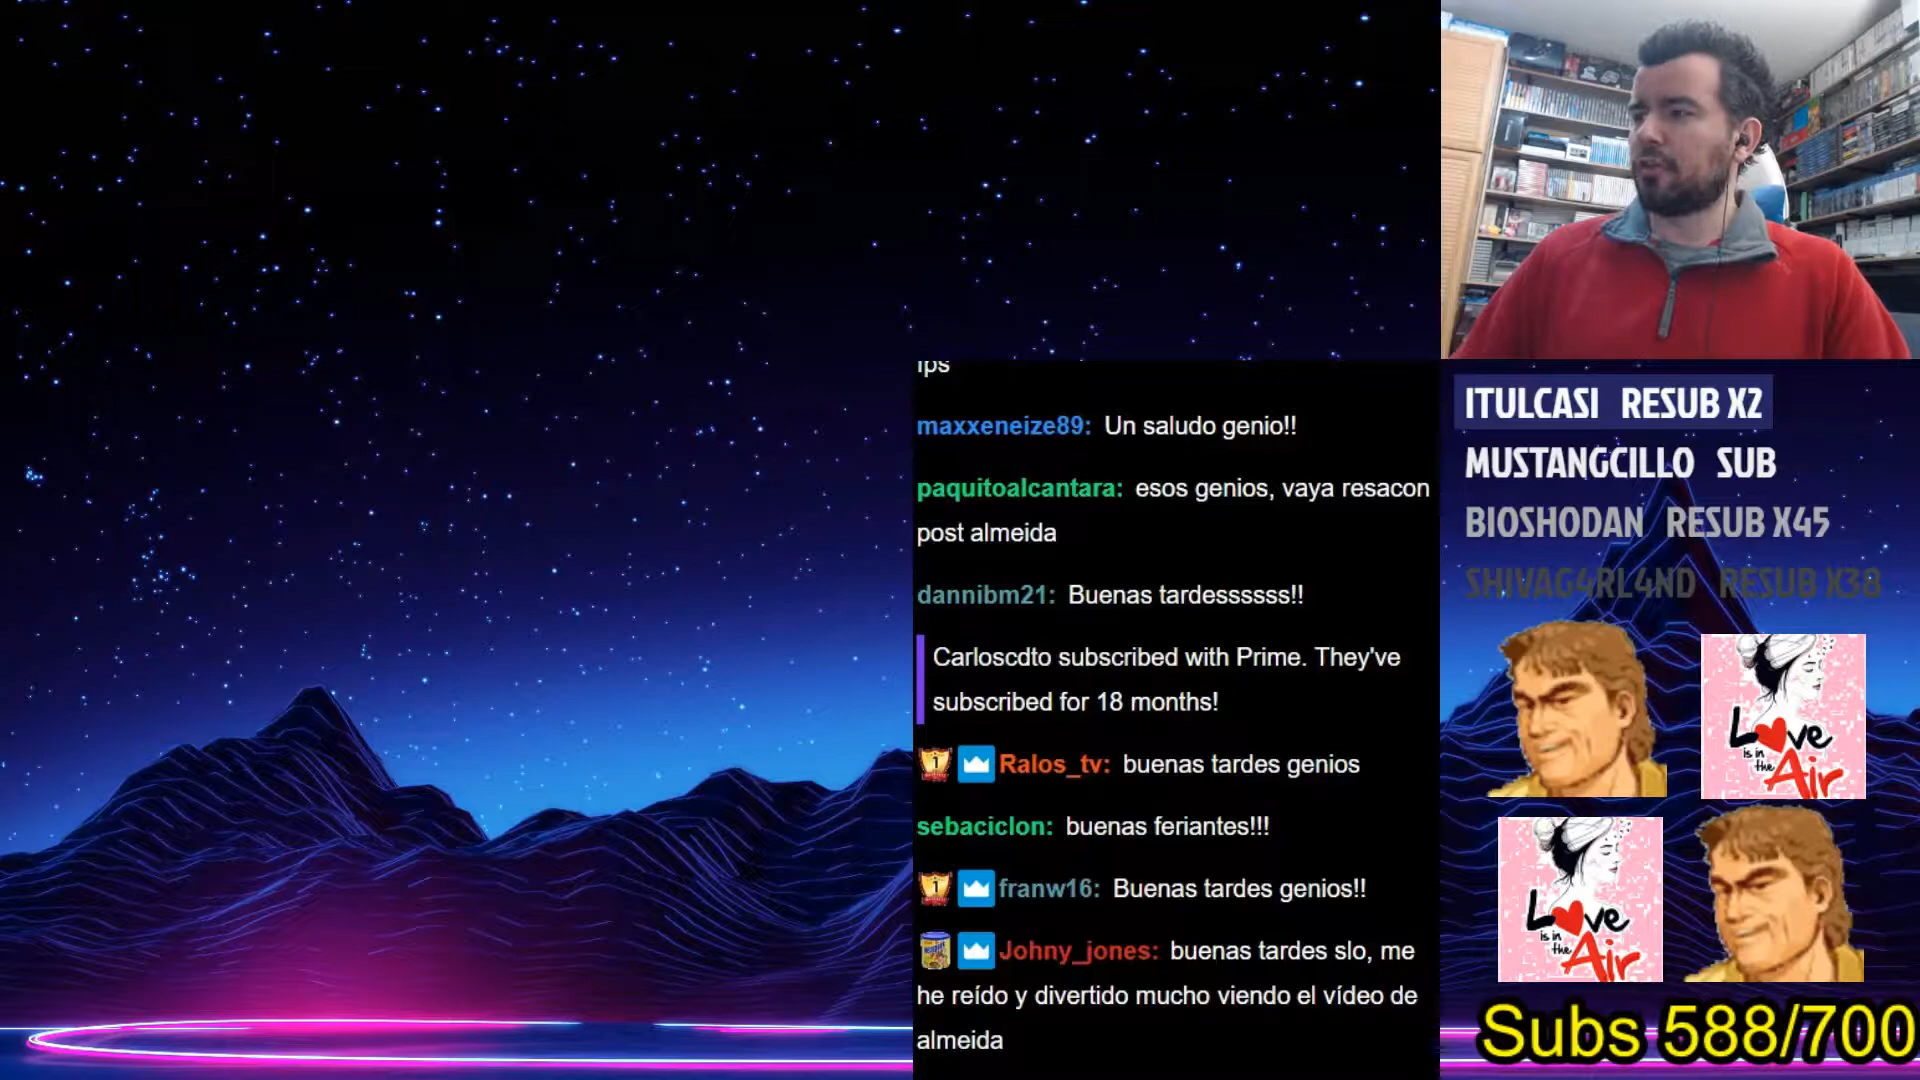 ips
maxxeneize89: Un saludo genio!!
paquitoalcantara: esos genios, vaya resacon
post almeida
dannibm21: Buenas tardessssss!!
Carloscdto subscribed with Prime. They've
subscribed for 18 months!
Ralos_tv: buenas tardes genios
sebaciclon: buenas feriantes!!!
franw16: Buenas tardes genios!!
Johny_jones: buenas tardes slo, me
he reído y divertido mucho viendo el vídeo de
almeida
ITULCASI RESUB X2
MUSTANGCILLO SUB
BIOSHODAN RESUB X45
SHIVAG4RL4ND RESUB X38
Love
is in
the Air
Love
is in
the Air
Subs 588/700